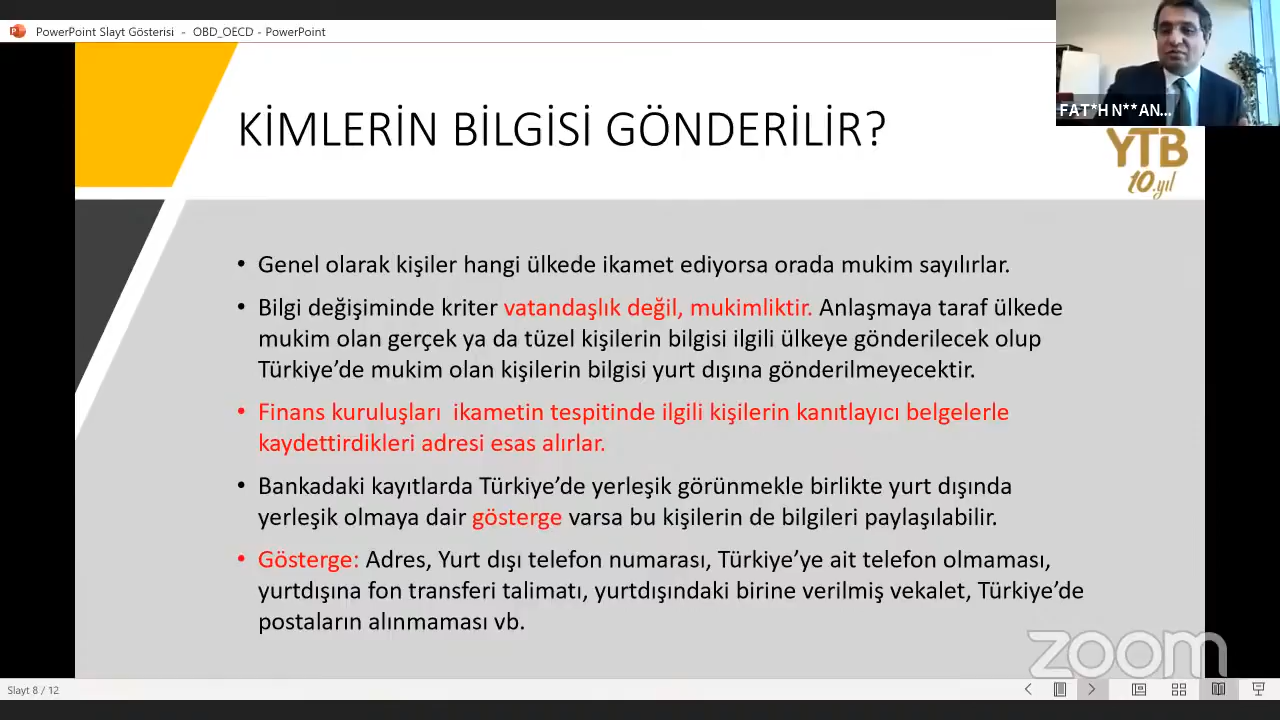 PowerPoint Slayt Gösterisi - OBD_OECD - PowerPoint
FAT*H N**AN...
KİMLERİN BİLGİSİ GÖNDERİLİR?
YTB
10.yıl
• Genel olarak kişiler hangi ülkede ikamet ediyorsa orada mukim sayılırlar.
• Bilgi değişiminde kriter vatandaşlık değil, mukimliktir. Anlaşmaya taraf ülkede
mukim olan gerçek ya da tüzel kişilerin bilgisi ilgili ülkeye gönderilecek olup
Türkiye’de mukim olan kişilerin bilgisi yurt dışına gönderilmeyecektir.
• Finans kuruluşları ikametin tespitinde ilgili kişilerin kanıtlayıcı belgelerle
kaydettirdikleri adresi esas alırlar.
• Bankadaki kayıtlarda Türkiye’de yerleşik görünmekle birlikte yurt dışında
yerleşik olmaya dair gösterge varsa bu kişilerin de bilgileri paylaşılabilir.
• Gösterge: Adres, Yurt dışı telefon numarası, Türkiye’ye ait telefon olmaması,
yurtdışına fon transferi talimatı, yurtdışındaki birine verilmiş vekalet, Türkiye’de
postaların alınmaması vb.
zoom
Slayt 8 / 12